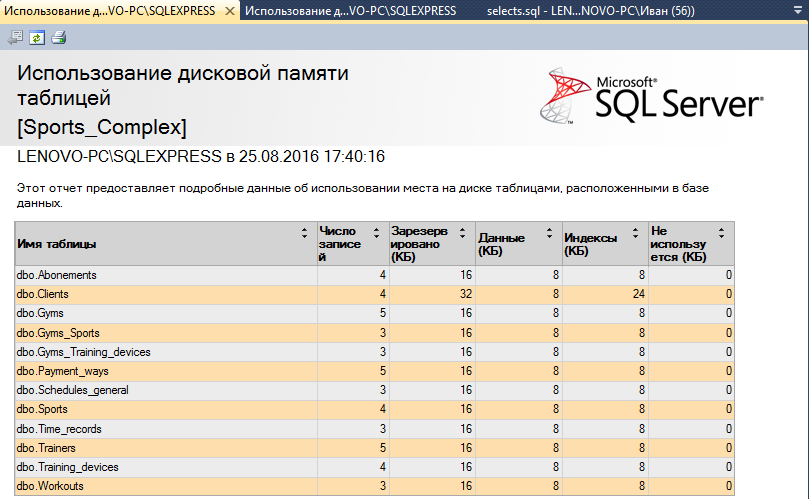 Использование д...VO-PC\SQLEXPRESS Использование д...VO-PC\SQLEXPRESS selects.sql - LEN...NOVO-PC\Иван (56))
Использование дисковой памяти
таблицей
[Sports_Complex]
Microsoft®
SQL Server
LENOVO-PC\SQLEXPRESS в 25.08.2016 17:40:16
Этот отчет предоставляет подробные данные об использовании места на диске таблицами, расположенными в базе
данных.
Имя таблицы
Число
записе
й
Зарезерв
ировано
(КБ)
Данные
(КБ)
Индексы
(КБ)
Не
использу
ется (КБ)
dbo.Abonements 4 16 8 8 0
dbo.Clients 4 32 8 24 0
dbo.Gyms 5 16 8 8 0
dbo.Gyms_Sports 3 16 8 8 0
dbo.Gyms_Training_devices 3 16 8 8 0
dbo.Payment_ways 5 16 8 8 0
dbo.Schedules_general 3 16 8 8 0
dbo.Sports 4 16 8 8 0
dbo.Time_records 3 16 8 8 0
dbo.Trainers 5 16 8 8 0
dbo.Training_devices 4 16 8 8 0
dbo.Workouts 3 16 8 8 0